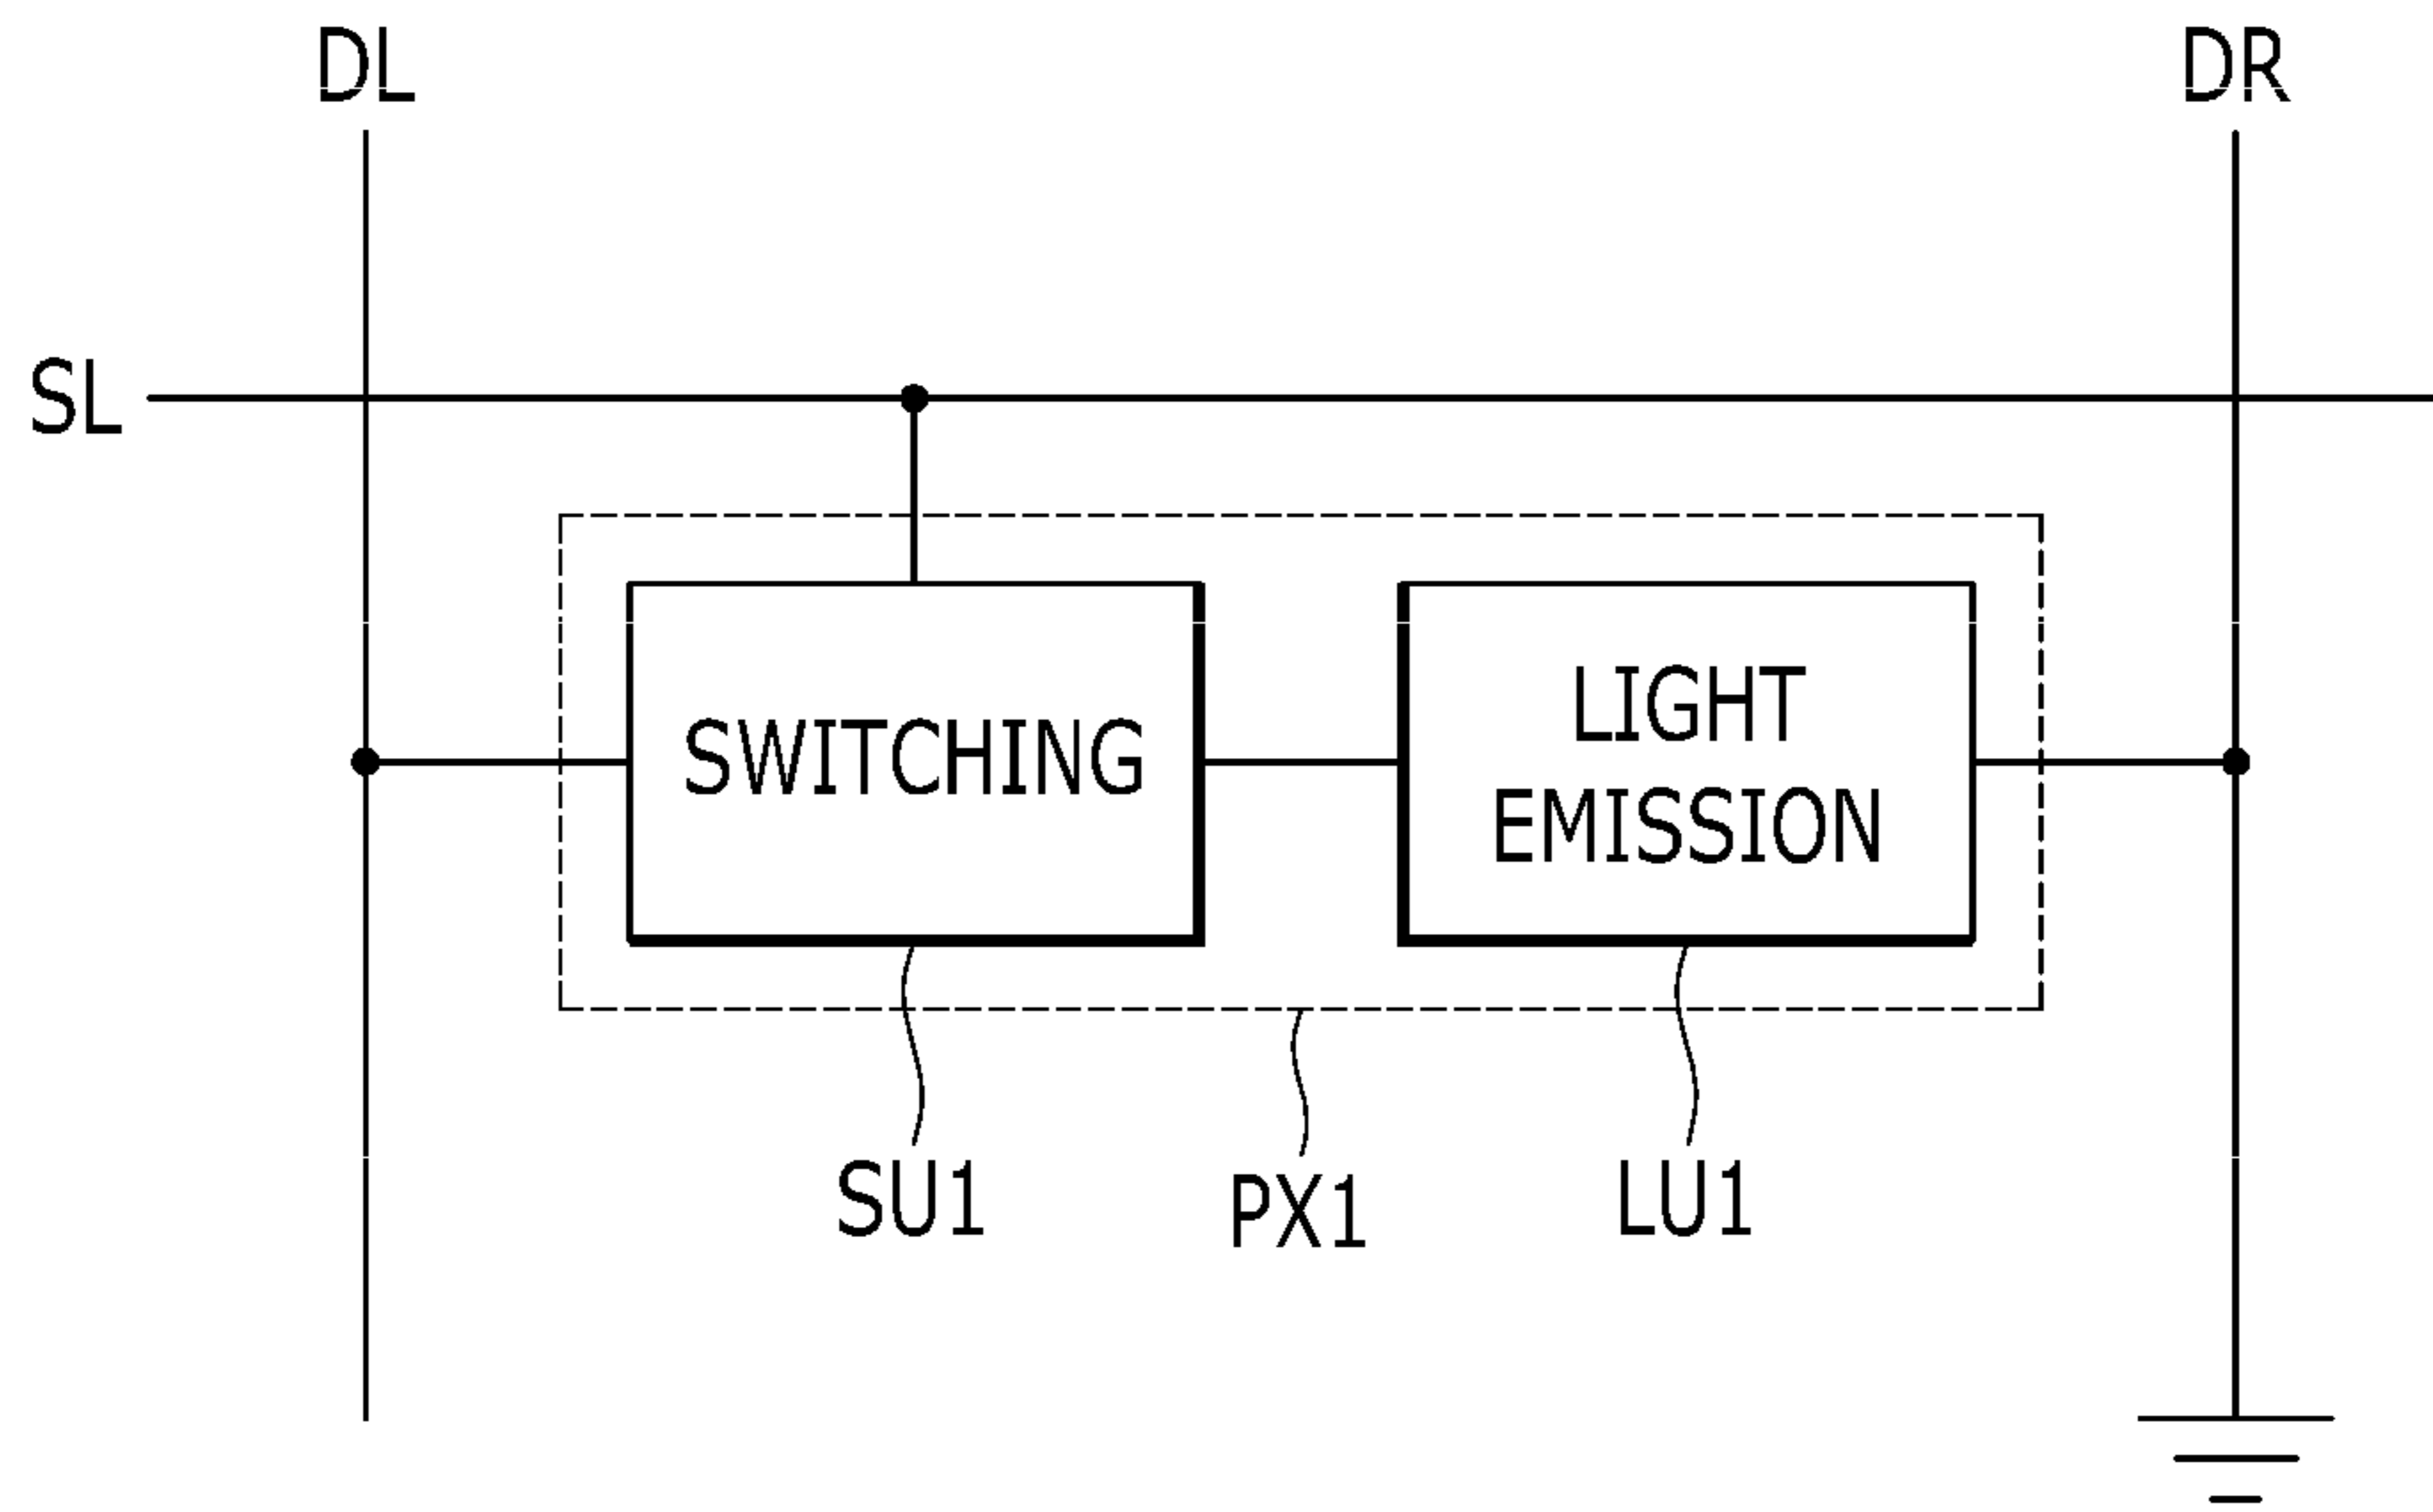 DL
DR
SL
SWITCHING
LIGHT
EMISSION
SU1
PX1
LU1